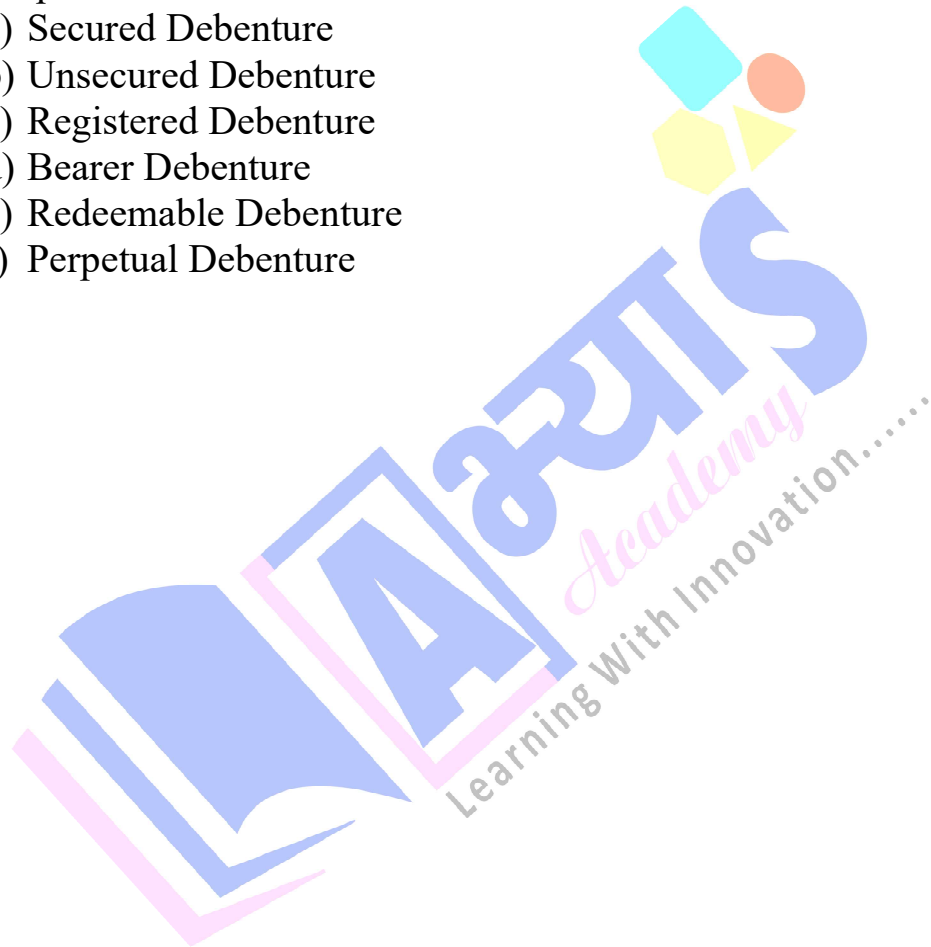 ) Secured Debenture
) Unsecured Debenture
) Registered Debenture
) Bearer Debenture
) Redeemable Debenture
) Perpetual Debenture
A
अभ्याS
Academy
Learning With Innovation......